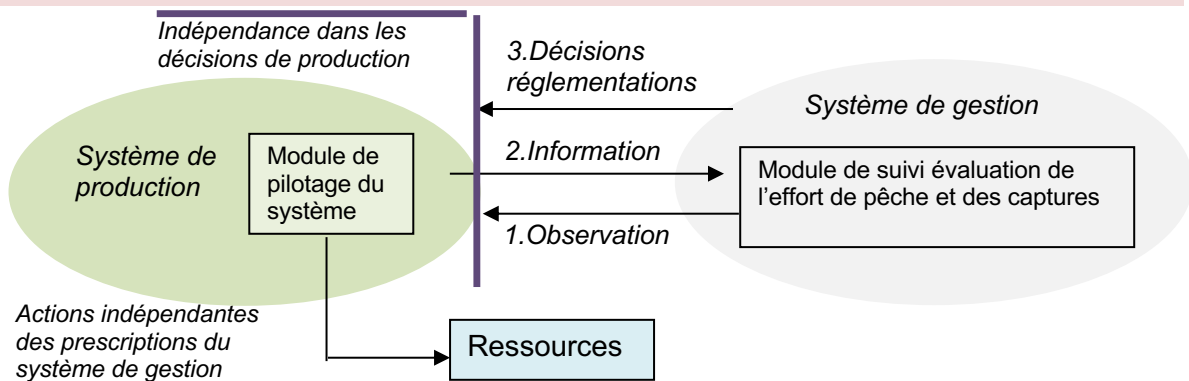 Indépendance dans les
décisions de production
3.Décisions
réglementations
Système de gestion
Système de
production
Module de
pilotage du
système
2.Information
Module de suivi évaluation de
l'effort de pêche et des captures
1.Observation
Actions indépendantes
des prescriptions du
système de gestion
Ressources